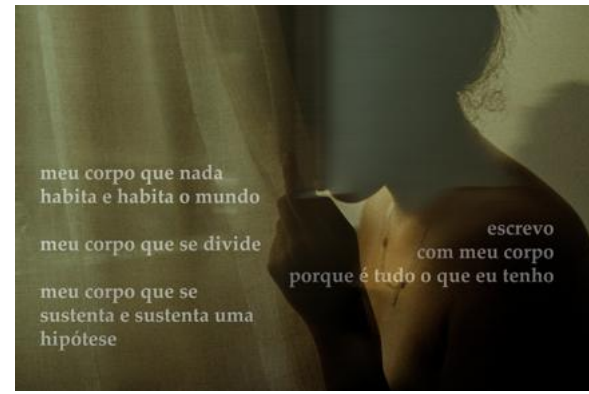 meu corpo que nada
habita e habita o mundo
meu corpo que se divide
meu corpo que se
sustenta e sustenta uma
hipótese
escrevo
com meu corpo
porque é tudo o que eu tenho